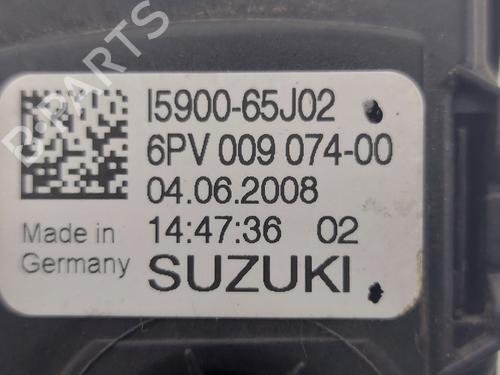 B-PARTS
I5900-65J02
6PV 009 074-00
04.06.2008
Made in
Germany
14:47:36 02
SUZUKI